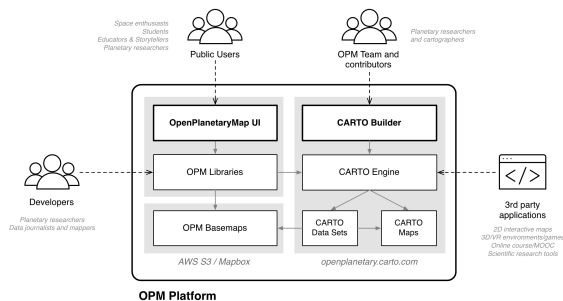 Space enthusiasts
Students
Educators & Storytellers
Planetary researchers
Public Users
Planetary researchers
and cartographers
OPM Team and
contributors
OpenPlanetaryMap UI
CARTO Builder
OPM Libraries
CARTO Engine
Developers
Planetary researchers
Data journalists and mappers
</>
3rd party
applications
2D interactive maps
3D/VR environments/games
Online course/MOOC
Scientific research tools
OPM Basemaps
CARTO
Data Sets
CARTO
Maps
AWS S3 / Mapbox
openplanetary.carto.com
OPM Platform